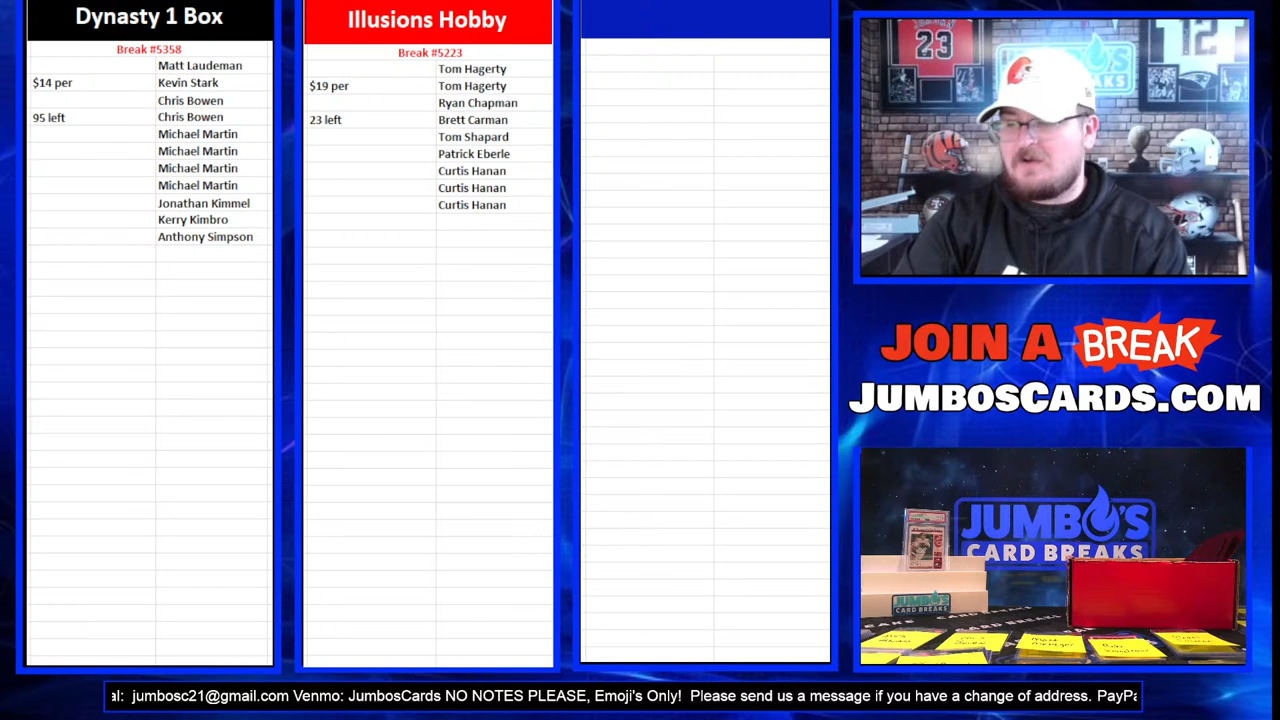 Dynasty 1 Box
Break #5358
Matt Laudeman
$14 per Kevin Stark
Chris Bowen
95 left Chris Bowen
Michael Martin
Michael Martin
Michael Martin
Michael Martin
Jonathan Kimmel
Kerry Kimbro
Anthony Simpson
Illusions Hobby
Break #5223
Tom Hagerty
$19 per Tom Hagerty
Ryan Chapman
23 left Brett Carman
Tom Shapard
Patrick Eberle
Curtis Hanan
Curtis Hanan
Curtis Hanan
23
12
JOIN A BREAK
JUMBOSCARDS.COM
JUMBO'S
CARD BREAKS
JUMBO'S
CARD BREAKS
al: jumbosc21@gmail.com Venmo: JumbosCards NO NOTES PLEASE, Emoji's Only! Please send us a message if you have a change of address. PayPa